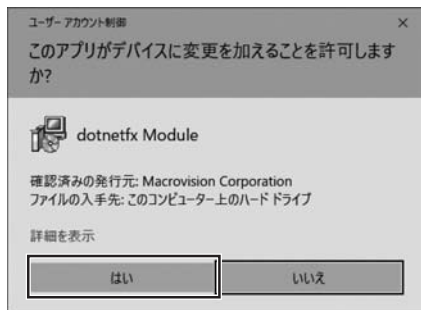 ユーザー アカウント制御
×
このアプリがデバイスに変更を加えることを許可します
か?
dotnetfx Module
確認済みの発行元: Macrovision Corporation
ファイルの入手先: このコンピューター上のハード ドライブ
詳細を表示
はい
いいえ